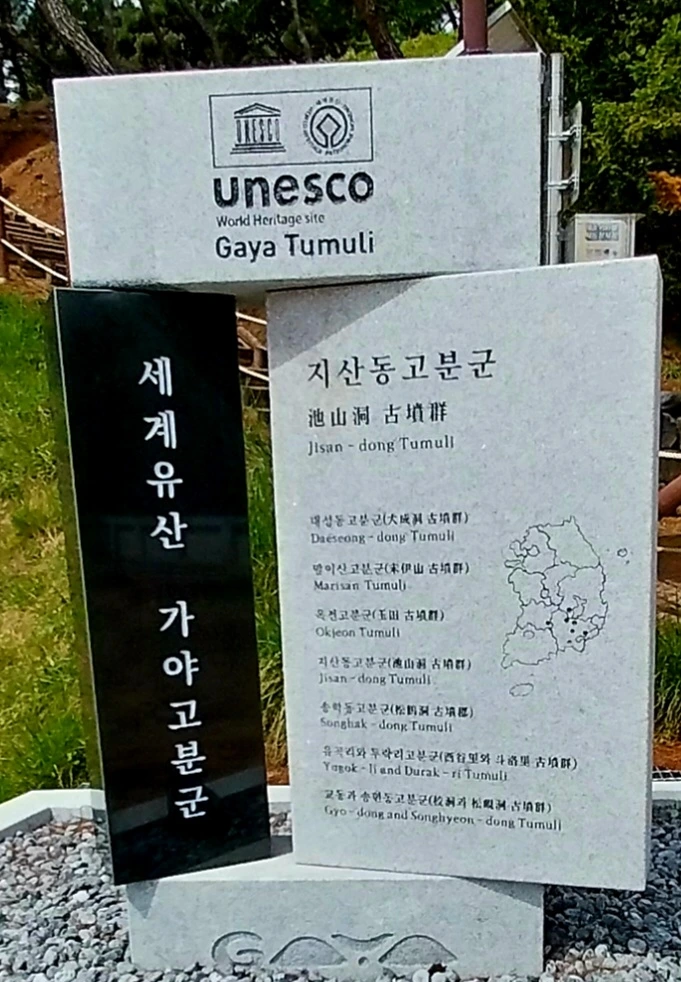 UNESCO
unesco
World Heritage site
Gaya Tumuli
세계유산 가야고분군
지산동고분군
池山洞 古墳群
Jisan - dong Tumuli
대성동고분군(大成洞 古墳群)
Daeseong - dong Tumuli
말이산고분군(末伊山 古墳群)
Marisan Tumuli
옥전고분군(玉田 古墳群)
Okjeon Tumuli
지산동고분군(池山洞 古墳群)
Jisan - dong Tumuli
송학동고분군(松鶴洞 古墳群)
Songhak - dong Tumuli
유곡리와 두락리고분군(酉谷里와 斗洛里 古墳群)
Yugok - li and Durak - ri Tumuli
교동과 송현동고분군(校洞과 松峴洞 古墳群)
Gyo - dong and Songhyeon - dong Tumuli
GAYA